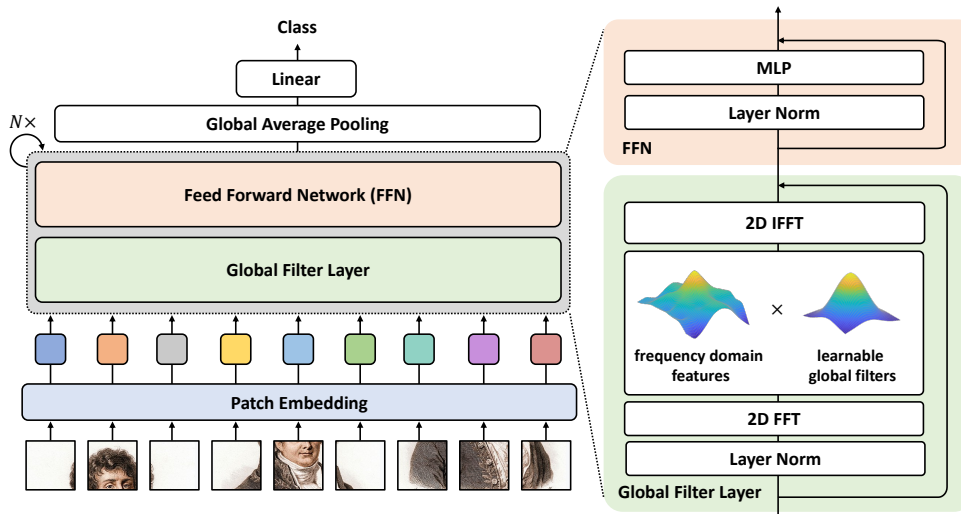 Class
Linear
Global Average Pooling
N×
Feed Forward Network (FFN)
Global Filter Layer
Patch Embedding
MLP
Layer Norm
FFN
2D IFFT
×
frequency domain
features
learnable
global filters
2D FFT
Layer Norm
Global Filter Layer